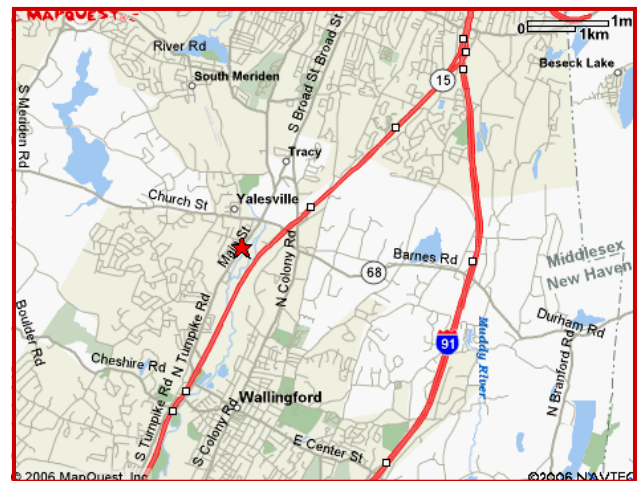 MAPQUEST
1m
0
1km
River Rd
South Meriden
Beseck Lake
15
S Broad St
Broad St
S Meriden Rd
Tracy
Church St
Yalesville
Main St
N Colony Rd
Barnes Rd
68
Middlesex
New Haven
Boulder Rd
N Turnpike Rd
Durham Rd
91
Muddy River
Cheshire Rd
N Branford Rd
Wallingford
S Turnpike Rd
S Colony Rd
E Center St
© 2006 MapQuest, Inc
©2006 NAVTEQ